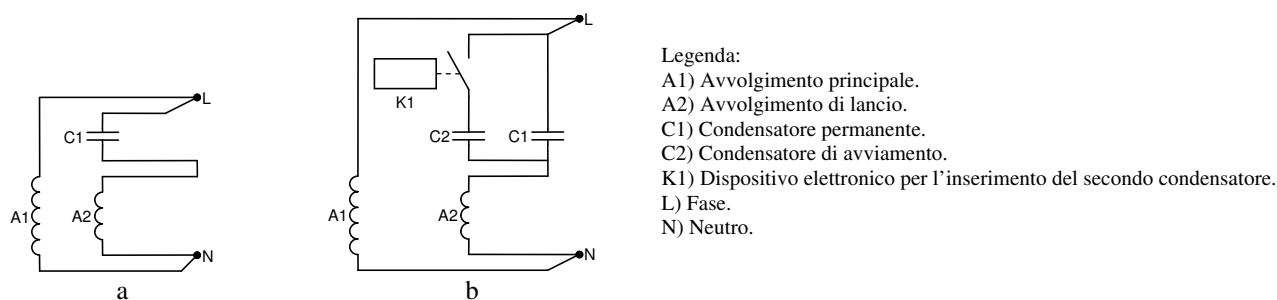 L
C1
A1
A2
N
a
L
K1
C2
C1
A1
A2
N
b
Legenda:
A1) Avvolgimento principale.
A2) Avvolgimento di lancio.
C1) Condensatore permanente.
C2) Condensatore di avviamento.
K1) Dispositivo elettronico per l’inserimento del secondo condensatore.
L) Fase.
N) Neutro.